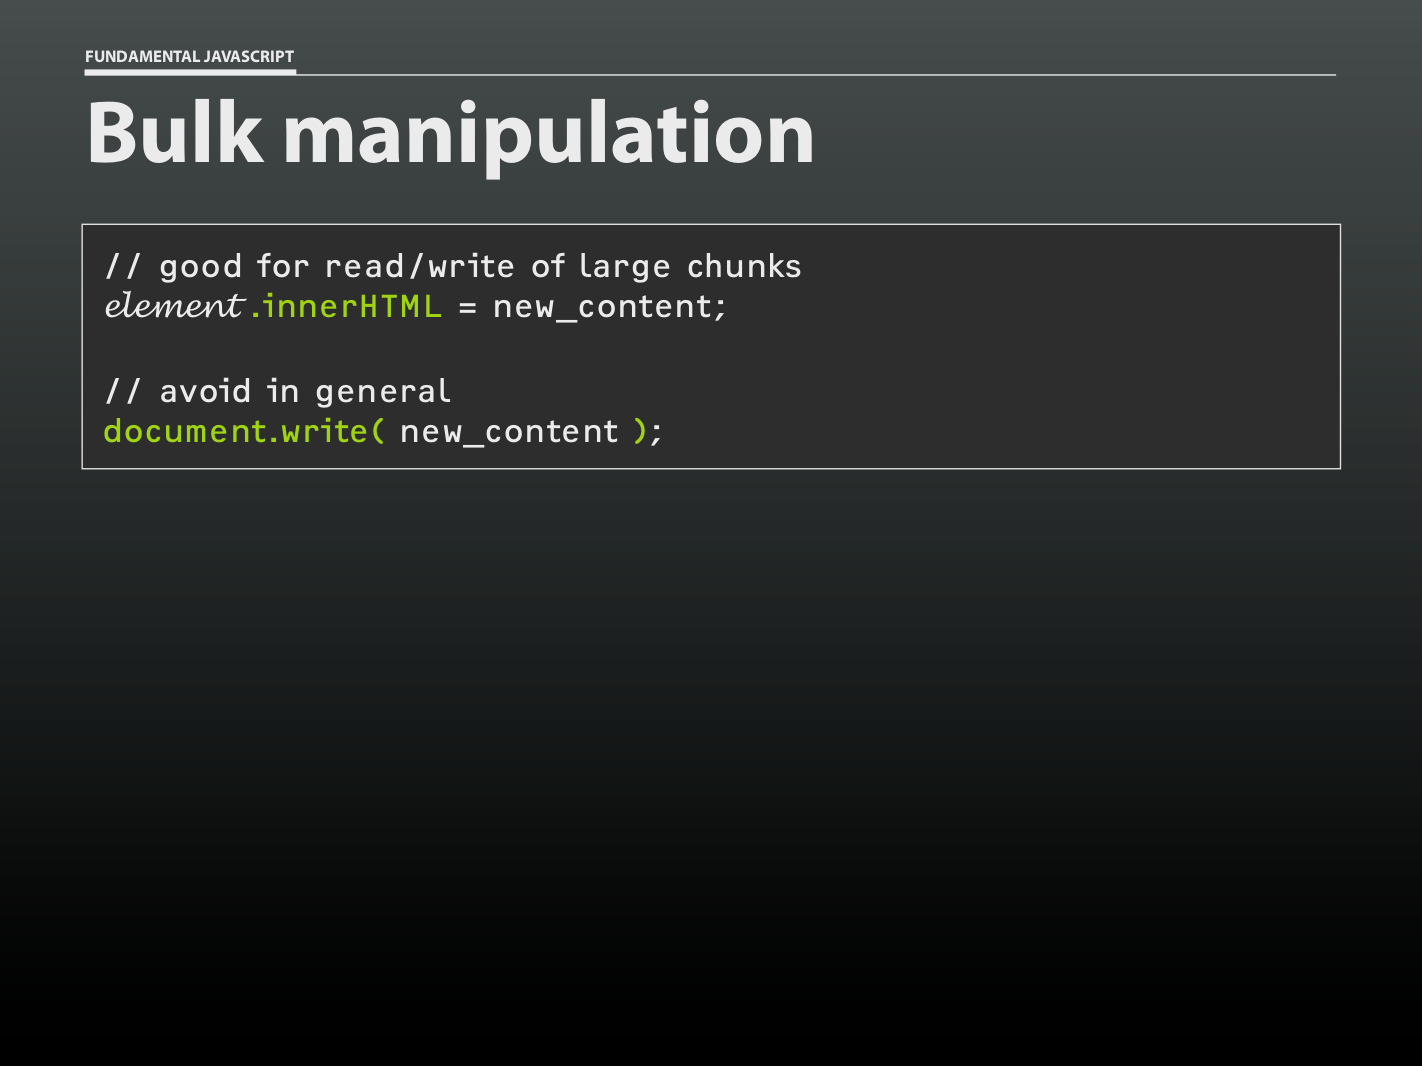 FUNDAMENTAL JAVASCRIPT
Bulk manipulation
// good for read/write of large chunks
element.innerHTML = new_content;
// avoid in general
document.write( new_content );